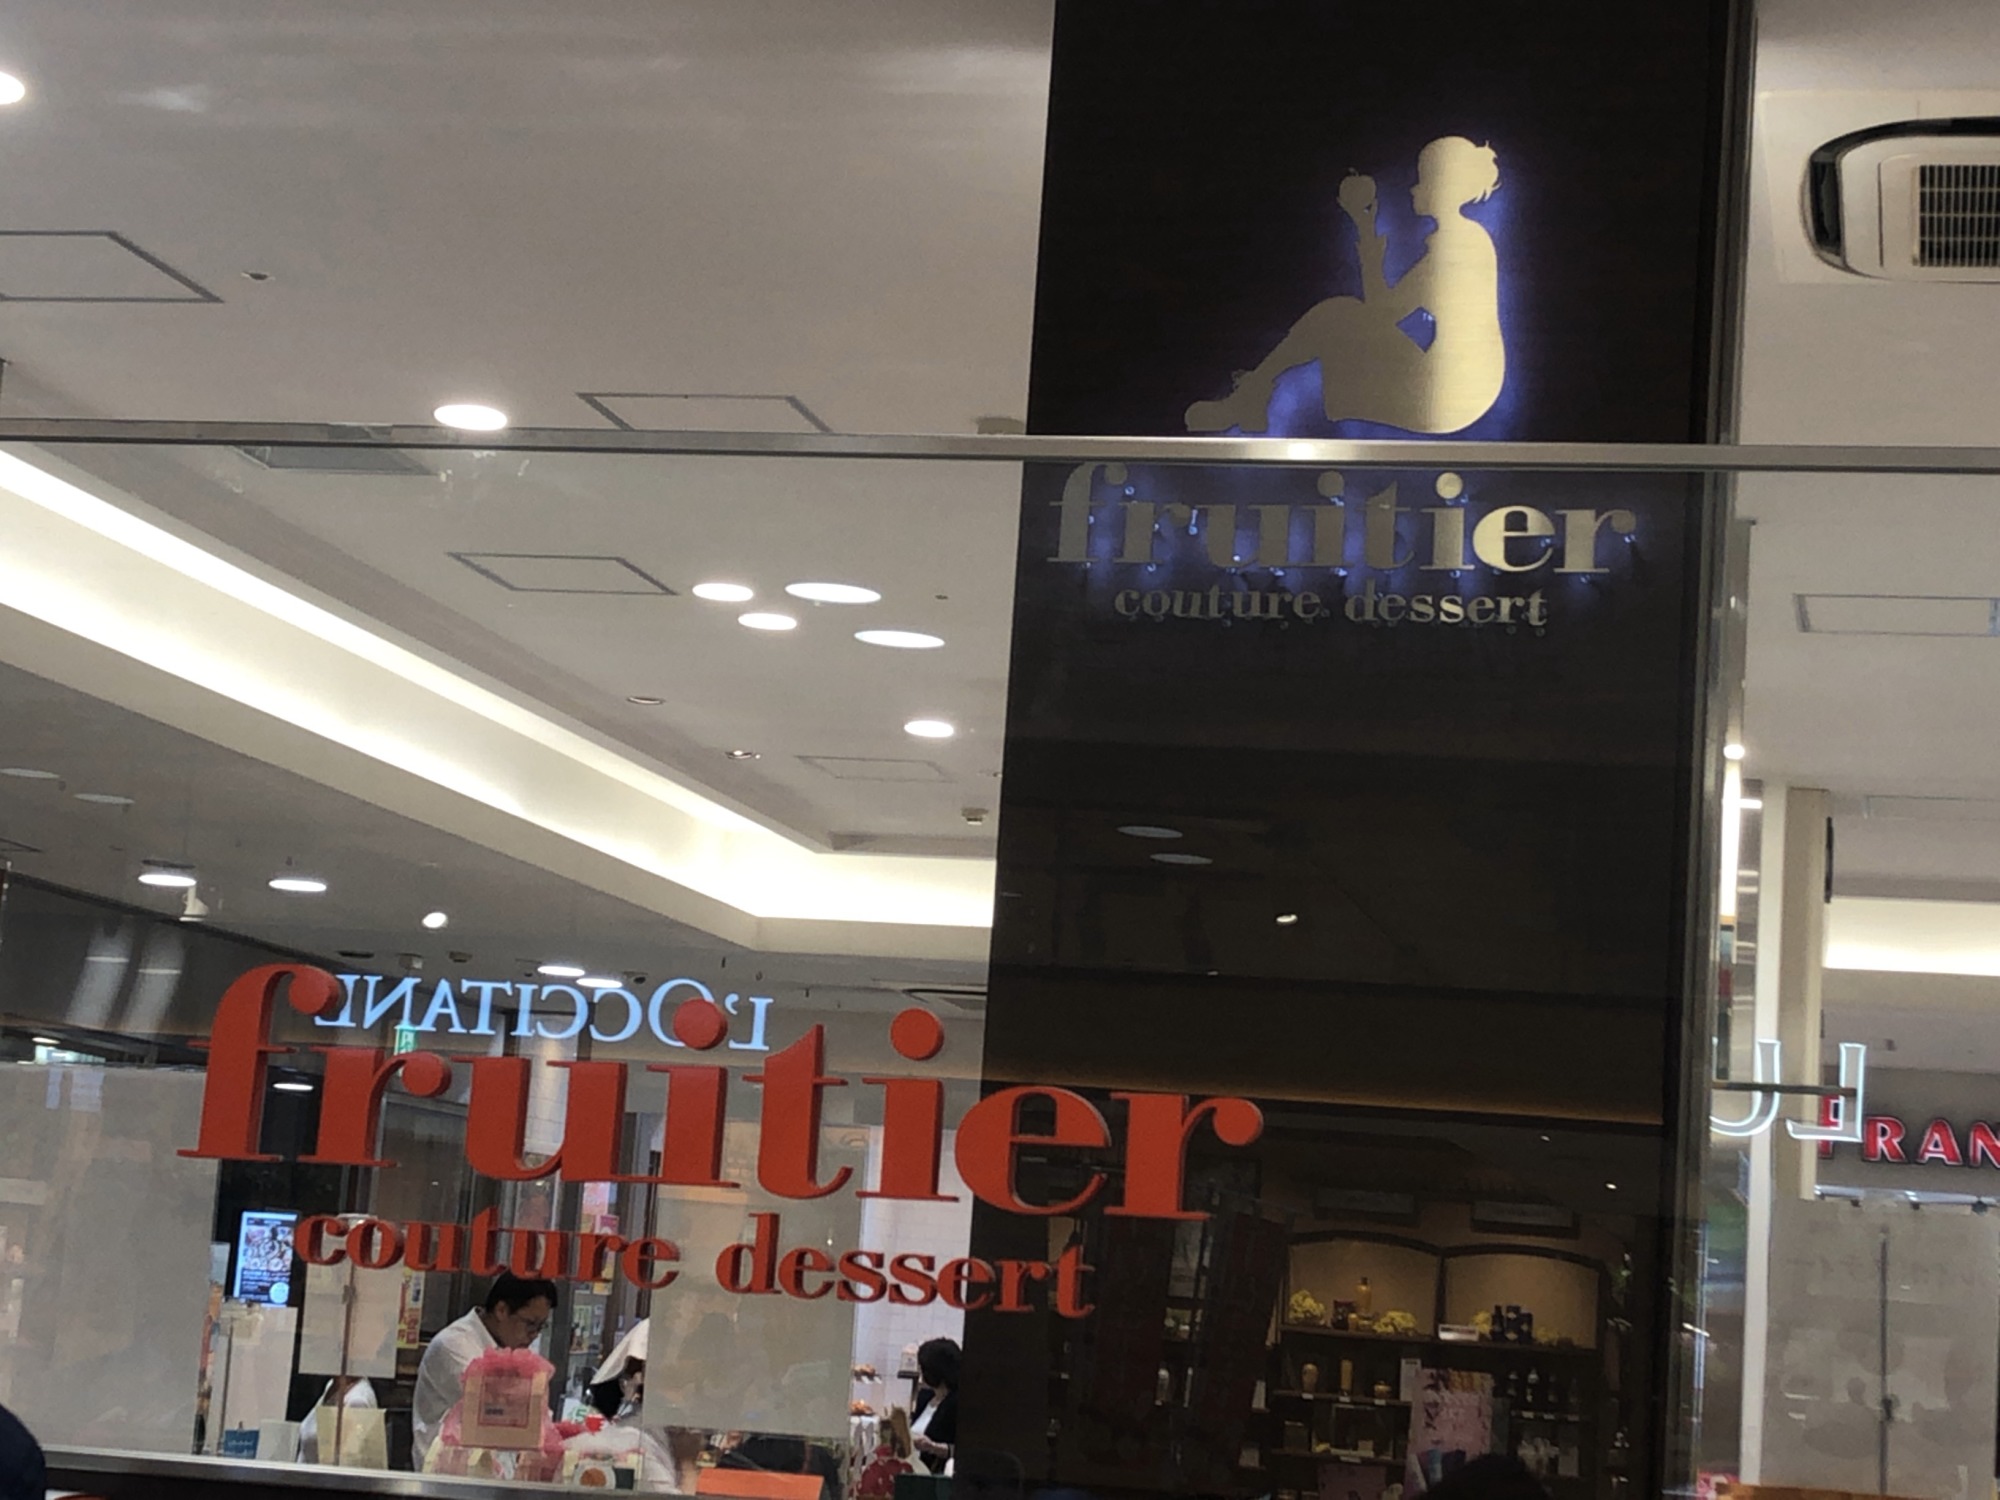 fruitier
couture dessert
L'OCCITANE
fruitier
couture dessert
FRAN